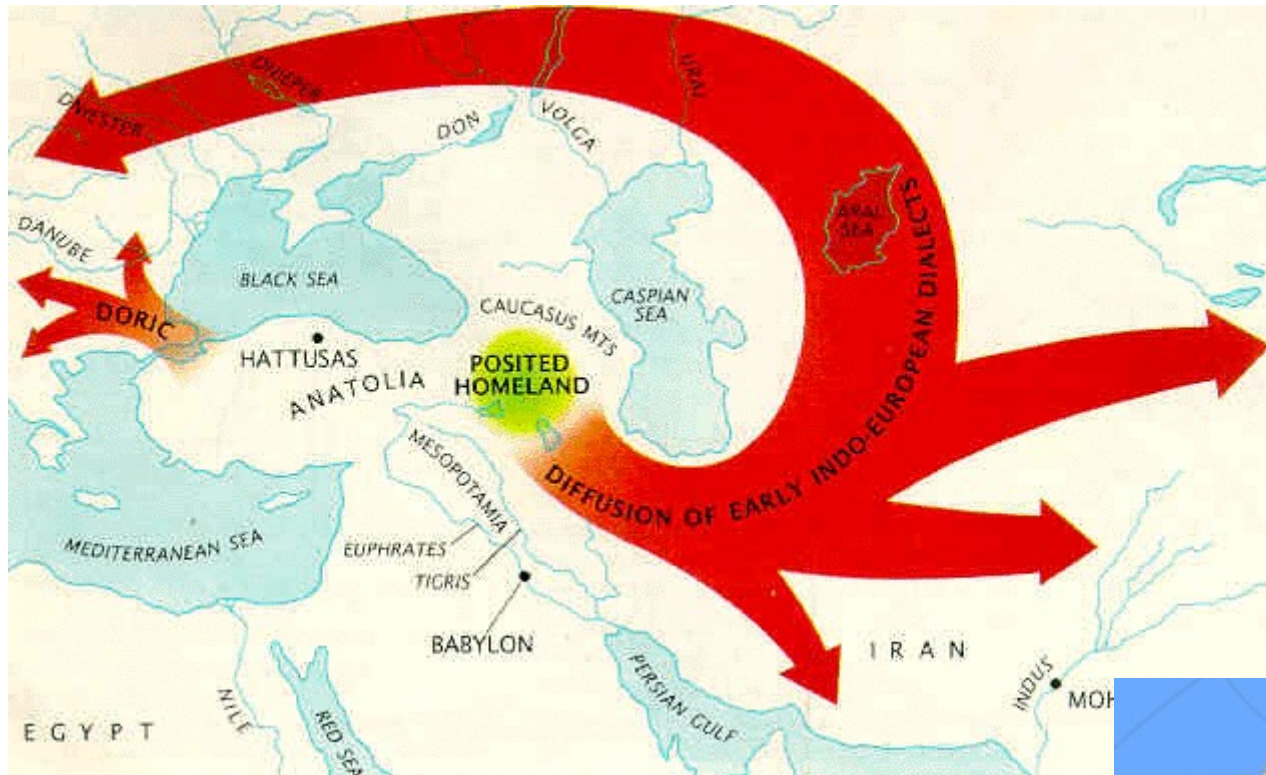 DNIEPER
DNIESTER
DON
VOLGA
URAL
ARAL
SEA
DANUBE
BLACK SEA
CASPIAN
SEA
CAUCASUS MTS
DORIC
HATTUSAS
ANATOLIA
POSITED
HOMELAND
DIFFUSION OF EARLY INDO-EUROPEAN DIALECTS
MESOPOTAMIA
MEDITERRANEAN SEA
EUPHRATES
TIGRIS
BABYLON
IRAN
PERSIAN GULF
INDUS
MOH
NILE
RED SEA
EGYPT